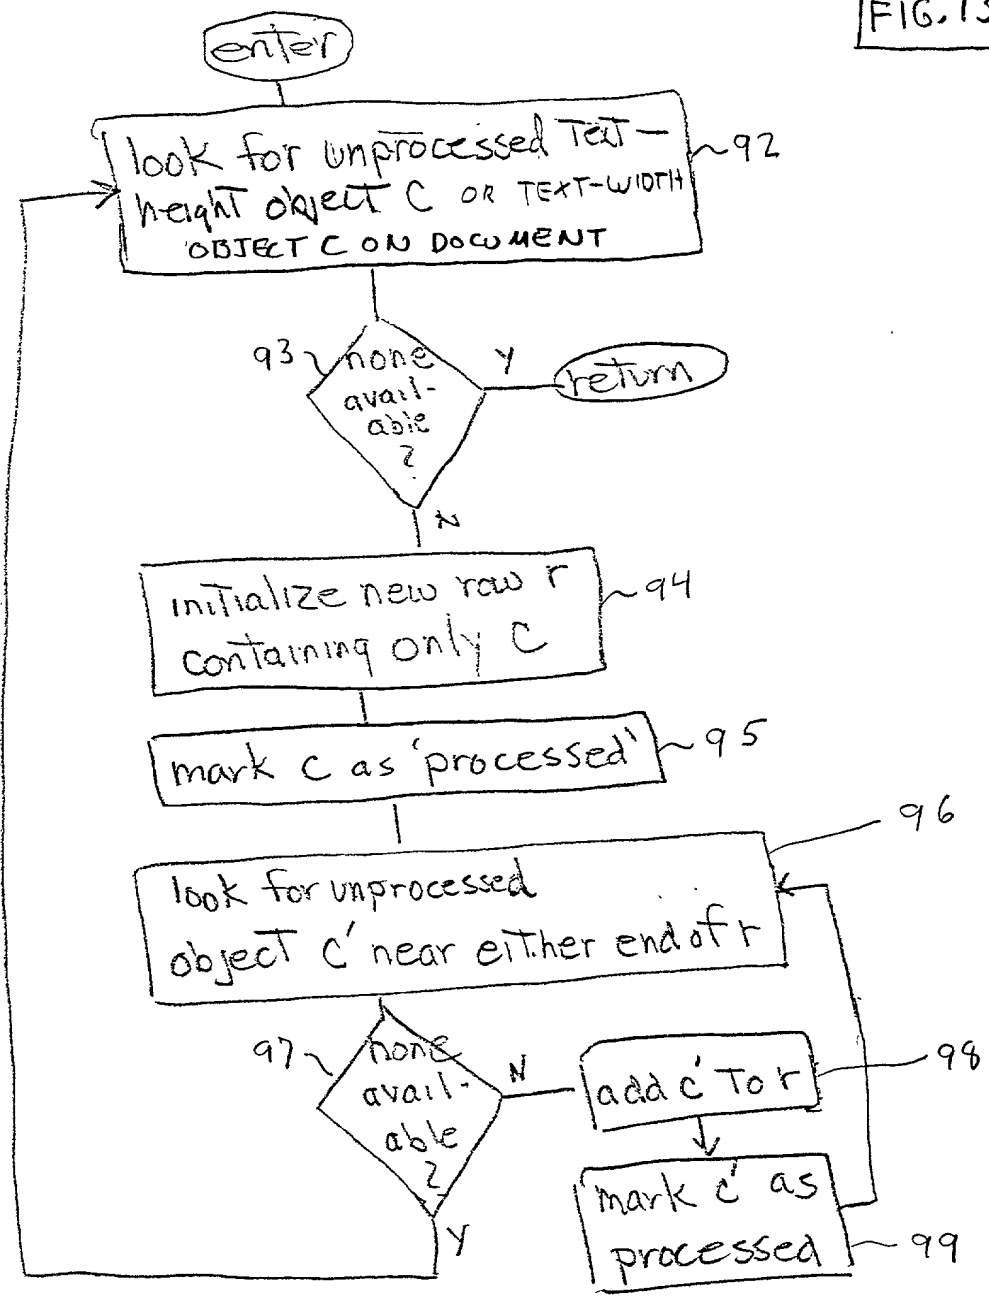 FIG. 13
enter
look for unprocessed Text-
height object C OR TEXT-WIDTH
OBJECT C ON DOCUMENT
92
93
none
avail-
able
?
Y
return
N
initialize new row r
containing only C
94
mark C as 'processed'
95
96
look for unprocessed
object C' near either end of r
97
none
avail-
able
?
N
add c' To r
98
Y
mark c' as
processed
99